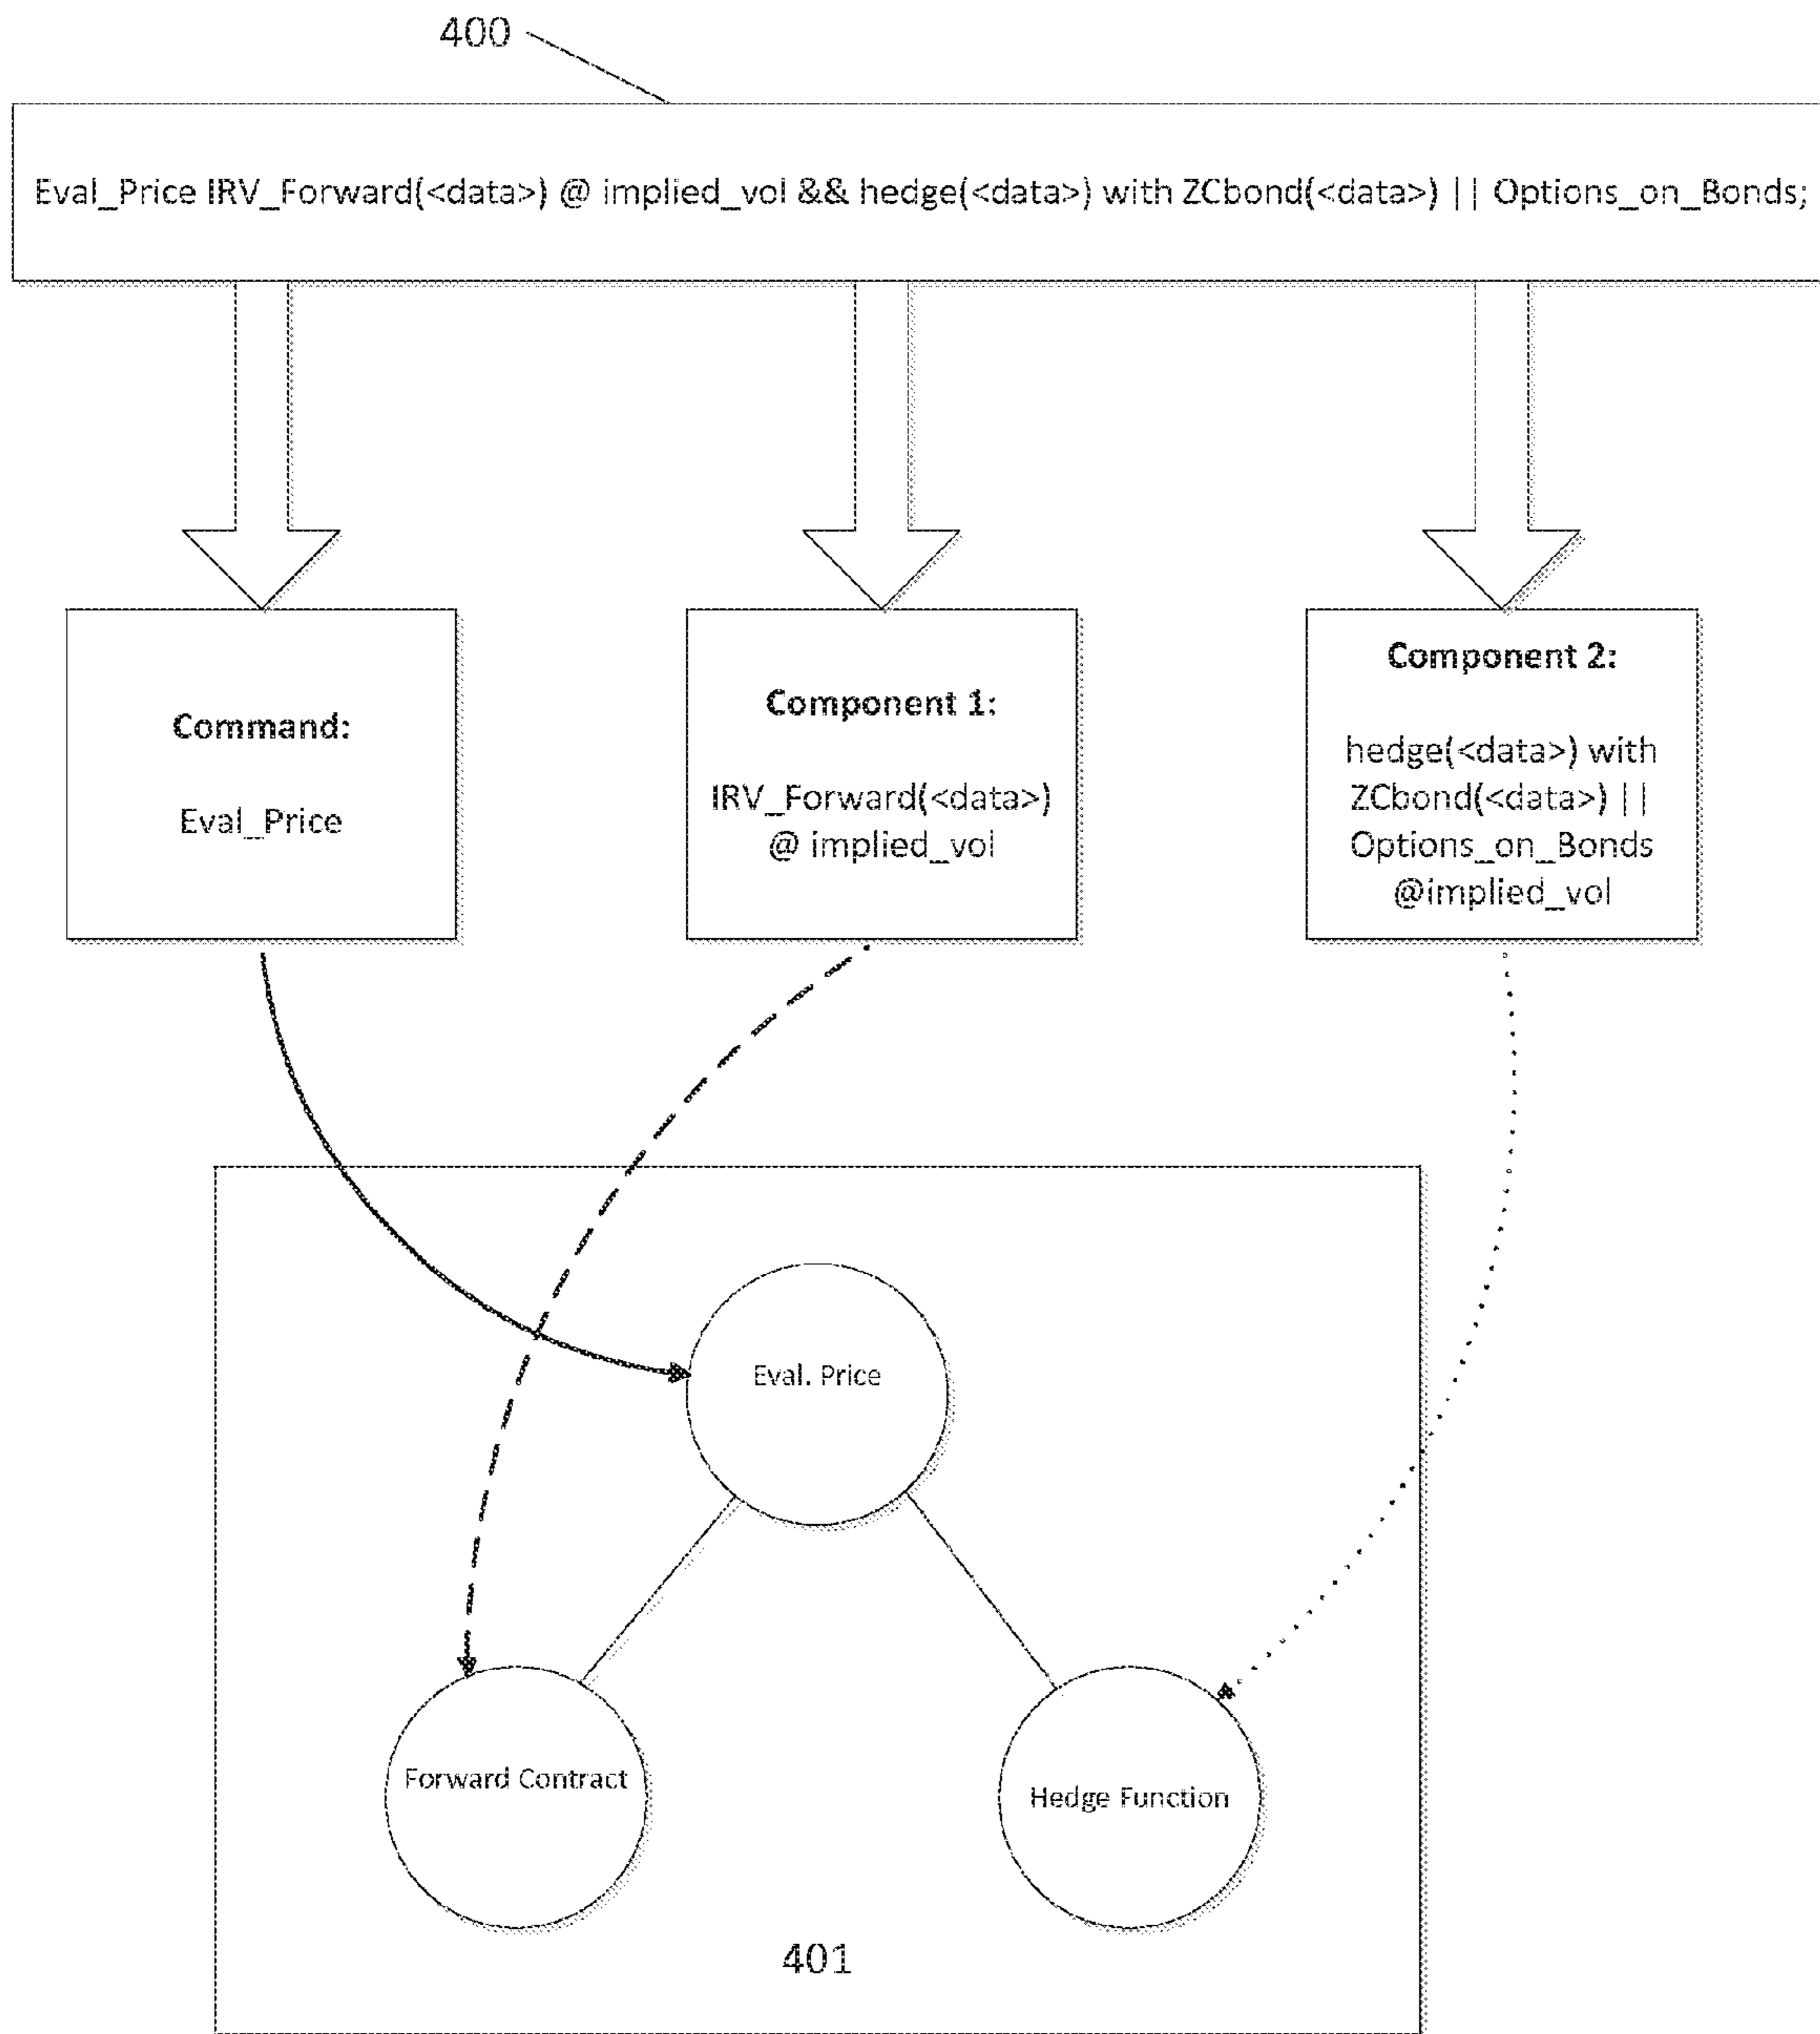 400
Eval_Price IRV_Forward(<data>) @ implied_vol && hedge(<data>) with ZCbond(<data>) || Options_on_Bonds;
Command:
Eval_Price
Component 1:
IRV_Forward(<data>)
@ implied_vol
Component 2:
hedge(<data>) with
ZCbond(<data>) ||
Options_on_Bonds
@implied_vol
Eval. Price
Forward Contract
Hedge Function
401